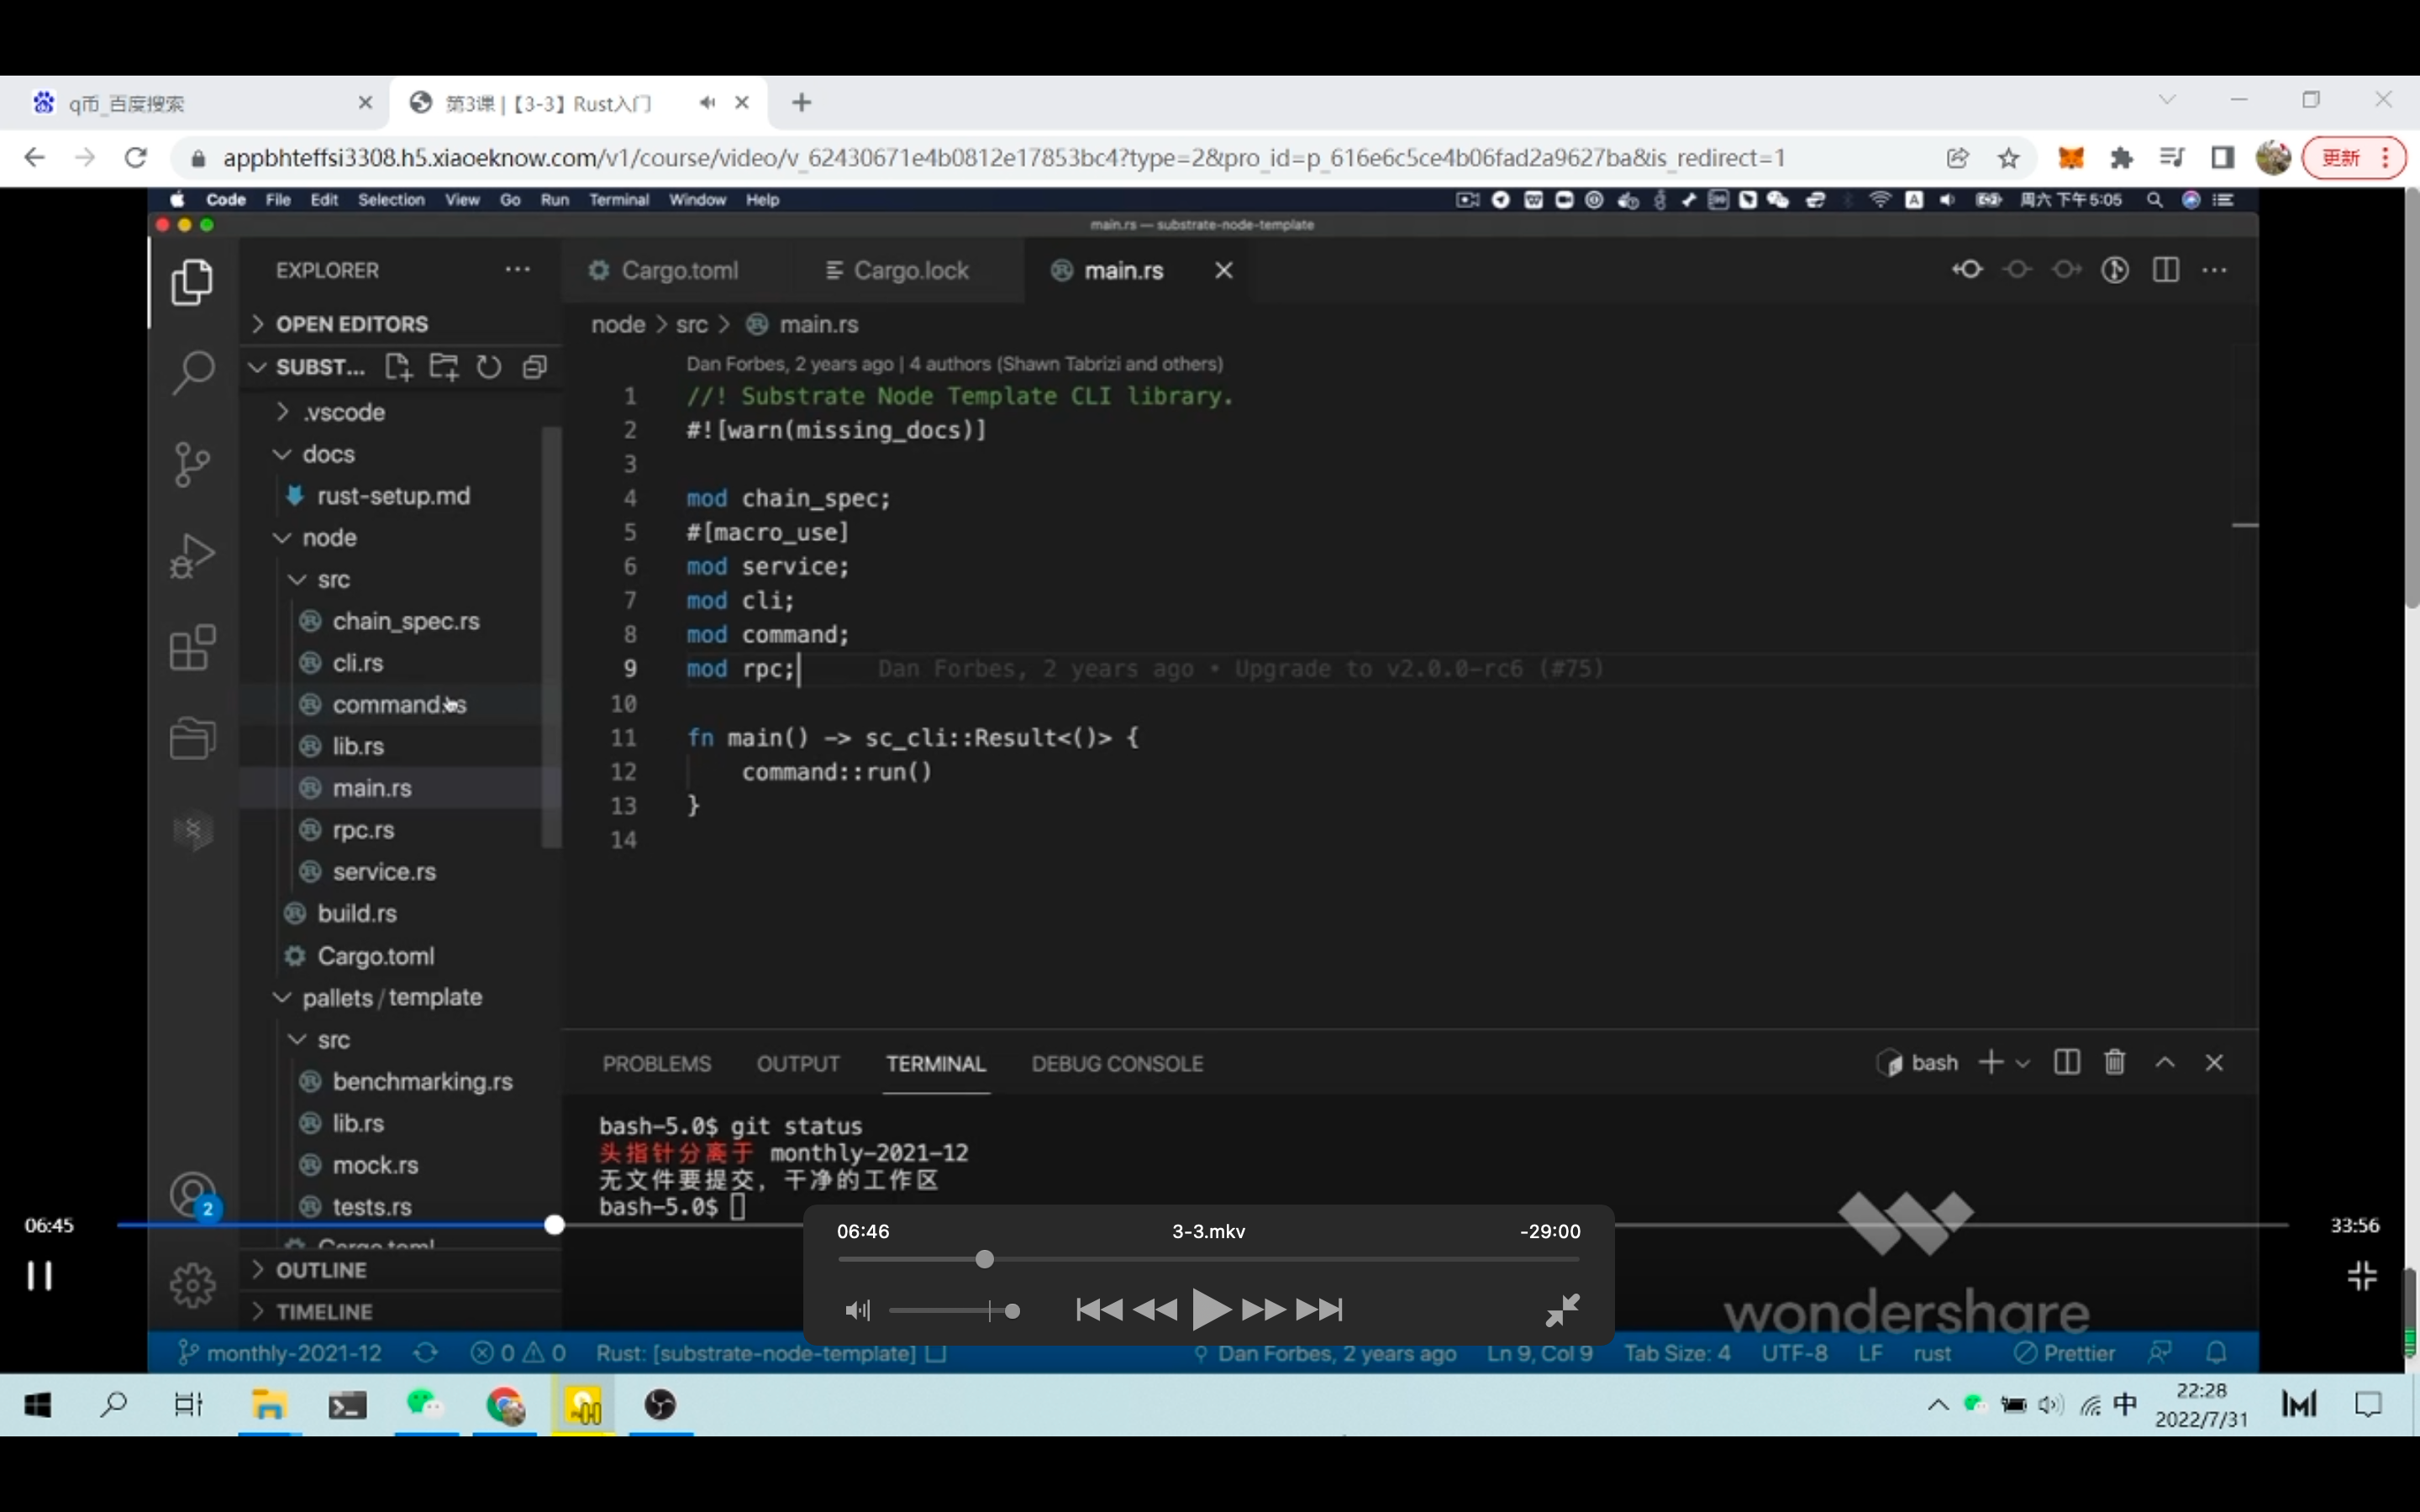 q币_百度搜索
第3课 |【3-3】Rust入门
appbhteffsi3308.h5.xiaoeknow.com/v1/course/video/v_62430671e4b0812e17853bc4?type=2&pro_id=p_616e6c5ce4b06fad2a9627ba&is_redirect=1
更新
Code File Edit Selection View Go Run Terminal Window Help
周六 下午5:05
main.rs — substrate-node-template
EXPLORER
Cargo.toml
Cargo.lock
main.rs
OPEN EDITORS
node > src > main.rs
SUBST...
Dan Forbes, 2 years ago | 4 authors (Shawn Tabrizi and others)
.vscode
docs
rust-setup.md
node
src
chain_spec.rs
cli.rs
command.rs
lib.rs
main.rs
rpc.rs
service.rs
build.rs
Cargo.toml
pallets / template
src
benchmarking.rs
lib.rs
mock.rs
tests.rs
Cargo.toml
OUTLINE
TIMELINE
1 //! Substrate Node Template CLI library.
2 #![warn(missing_docs)]
3
4 mod chain_spec;
5 #[macro_use]
6 mod service;
7 mod cli;
8 mod command;
9 mod rpc; Dan Forbes, 2 years ago • Upgrade to v2.0.0-rc6 (#75)
10
11 fn main() -> sc_cli::Result<()> {
12 command::run()
13 }
14
PROBLEMS OUTPUT TERMINAL DEBUG CONSOLE
bash
bash-5.0$ git status
头指针分离于 monthly-2021-12
无文件要提交，干净的工作区
bash-5.0$
2
06:45
33:56
06:46
3-3.mkv
-29:00
wondershare
monthly-2021-12
0 0
Rust: [substrate-node-template]
Dan Forbes, 2 years ago
Ln 9, Col 9
Tab Size: 4
UTF-8
LF
rust
Prettier
中
22:28
2022/7/31